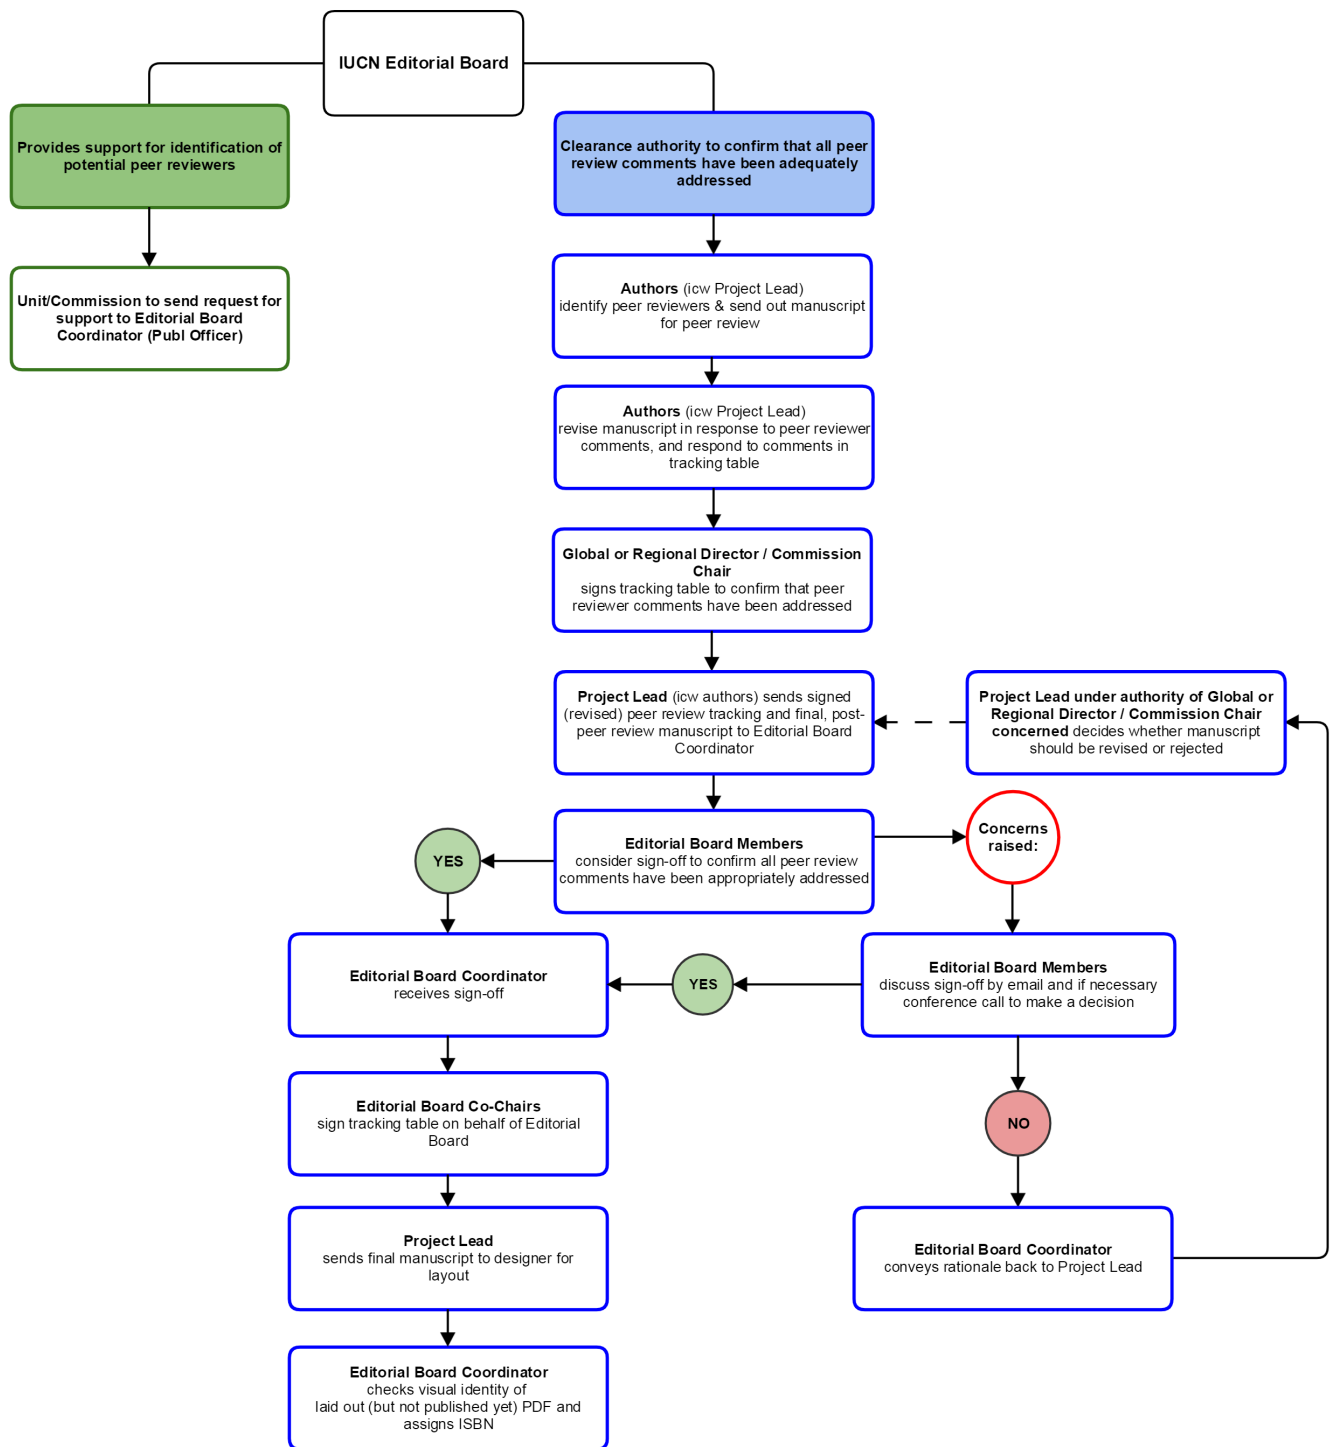 IUCN Editorial Board
Provides support for identification of
potential peer reviewers
Unit/Commission to send request for
support to Editorial Board
Coordinator (Publ Officer)
Clearance authority to confirm that all peer
review comments have been adequately
addressed
Authors (icw Project Lead)
identify peer reviewers & send out manuscript
for peer review
Authors (icw Project Lead)
revise manuscript in response to peer reviewer
comments, and respond to comments in
tracking table
Global or Regional Director / Commission
Chair
signs tracking table to confirm that peer
reviewer comments have been addressed
Project Lead (icw authors) sends signed
(revised) peer review tracking and final, post-
peer review manuscript to Editorial Board
Coordinator
Project Lead under authority of Global or
Regional Director / Commission Chair
concerned decides whether manuscript
should be revised or rejected
Editorial Board Members
consider sign-off to confirm all peer review
comments have been appropriately addressed
Concerns
raised:
YES
Editorial Board Coordinator
receives sign-off
YES
Editorial Board Members
discuss sign-off by email and if necessary
conference call to make a decision
Editorial Board Co-Chairs
sign tracking table on behalf of Editorial
Board
NO
Project Lead
sends final manuscript to designer for
layout
Editorial Board Coordinator
conveys rationale back to Project Lead
Editorial Board Coordinator
checks visual identity of
laid out (but not published yet) PDF and
assigns ISBN